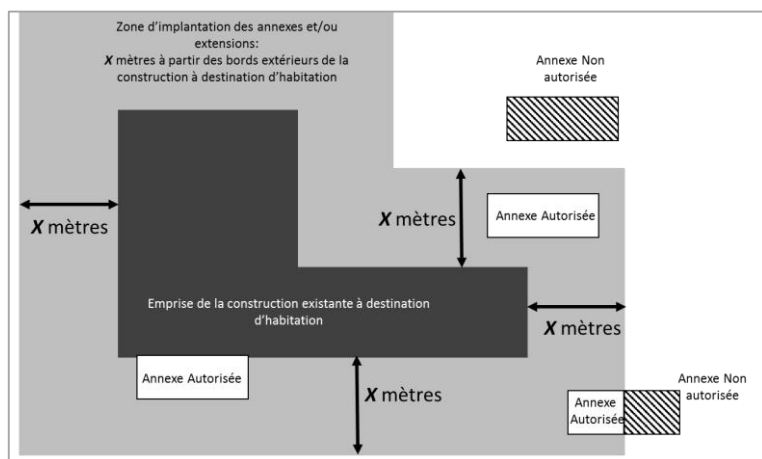 Zone d’implantation des annexes et/ou
extensions:
X mètres à partir des bords extérieurs de la
construction à destination d’habitation
Annexe Non
autorisée
X mètres
X mètres
Annexe Autorisée
Emprise de la construction existante à destination
d’habitation
X mètres
Annexe Autorisée
X mètres
Annexe
Autorisée
Annexe Non
autorisée